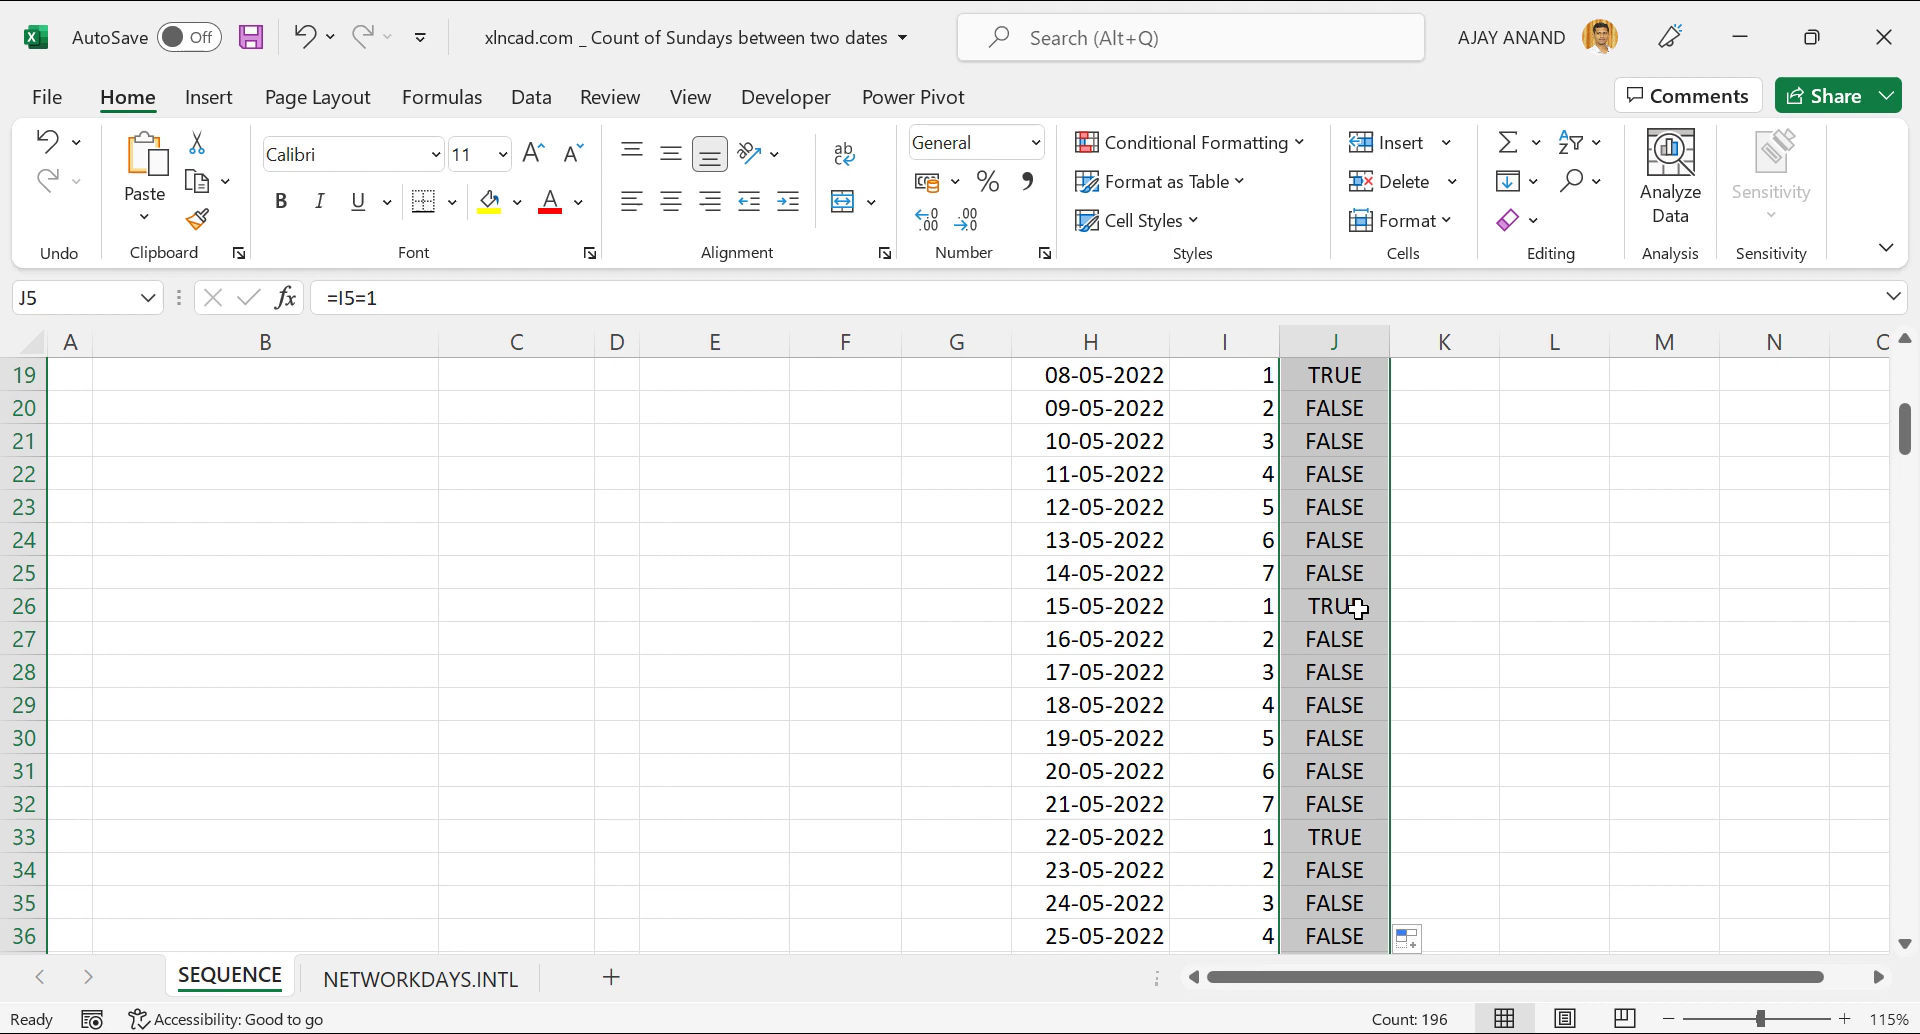 AutoSave Off xlncad.com _ Count of Sundays between two dates Search (Alt+Q) AJAY ANAND
File Home Insert Page Layout Formulas Data Review View Developer Power Pivot Comments Share
Paste
Undo
Clipboard
Calibri 11
B I U
Font
ab
Alignment
General
% ,
Number
Conditional Formatting
Format as Table
Cell Styles
Styles
Insert
Delete
Format
Cells
Editing
Analyze
Data
Analysis
Sensitivity
Sensitivity
J5 fx =I5=1
A B C D E F G H I J K L M N
19 08-05-2022 1 TRUE
20 09-05-2022 2 FALSE
21 10-05-2022 3 FALSE
22 11-05-2022 4 FALSE
23 12-05-2022 5 FALSE
24 13-05-2022 6 FALSE
25 14-05-2022 7 FALSE
26 15-05-2022 1 TRUE
27 16-05-2022 2 FALSE
28 17-05-2022 3 FALSE
29 18-05-2022 4 FALSE
30 19-05-2022 5 FALSE
31 20-05-2022 6 FALSE
32 21-05-2022 7 FALSE
33 22-05-2022 1 TRUE
34 23-05-2022 2 FALSE
35 24-05-2022 3 FALSE
36 25-05-2022 4 FALSE
SEQUENCE NETWORKDAYS.INTL
Ready Accessibility: Good to go Count: 196 115%